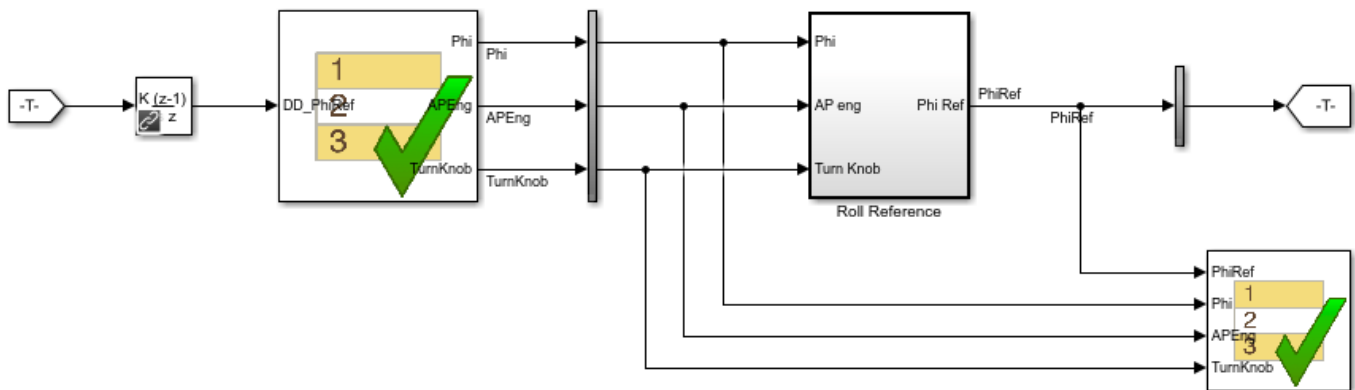 -T-
K (z-1)
z
DD_PhiRef
1
2
3
Phi
APEng
TurnKnob
Phi
APEng
TurnKnob
Phi
AP eng
Turn Knob
Phi Ref
Roll Reference
PhiRef
PhiRef
-T-
PhiRef
Phi
APEng
TurnKnob
1
2
3